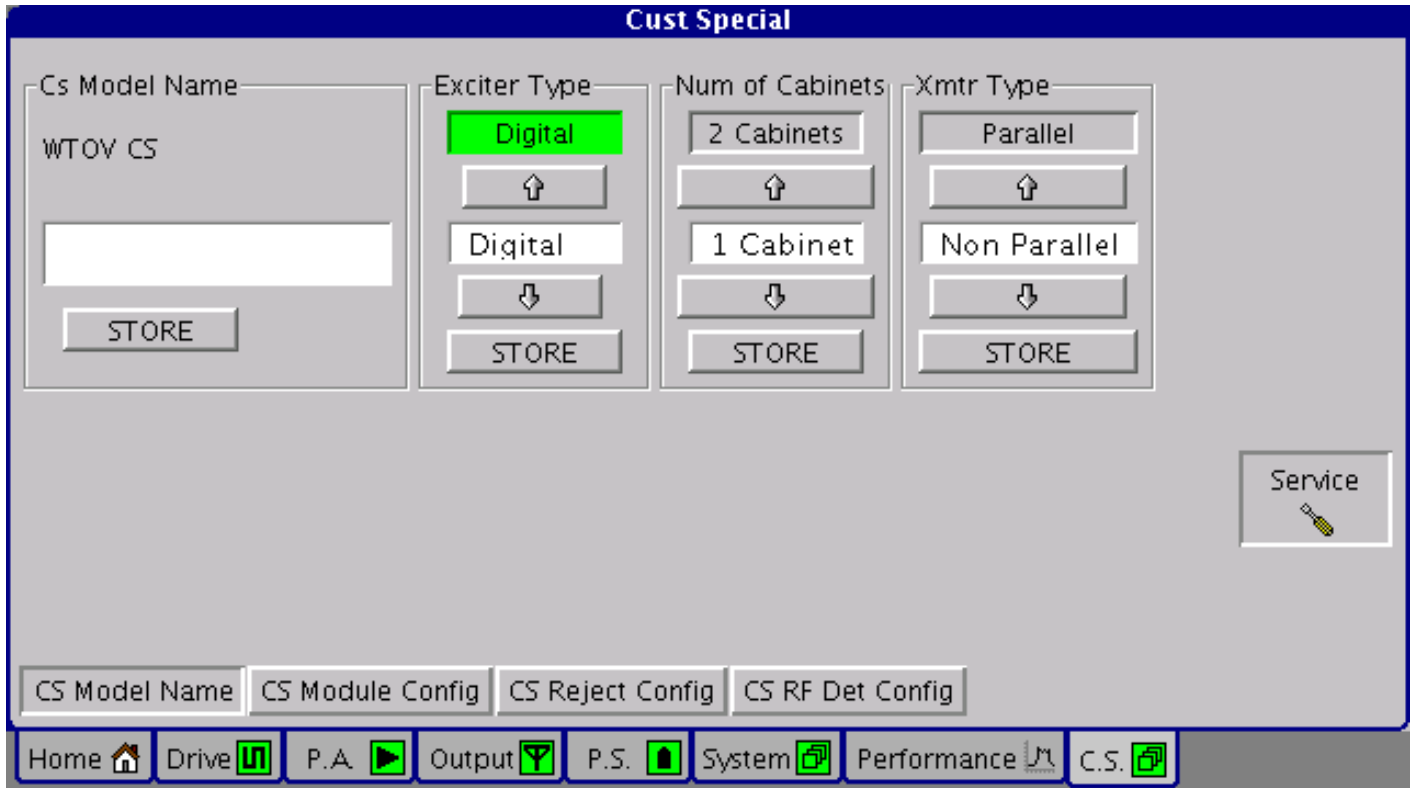 Cust Special
Cs Model Name
WTOV CS
STORE
Exciter Type
Digital
Digital
STORE
Num of Cabinets
2 Cabinets
1 Cabinet
STORE
Xmtr Type
Parallel
Non Parallel
STORE
Service
CS Model Name CS Module Config CS Reject Config CS RF Det Config
Home Drive P.A. Output P.S. System Performance C.S.